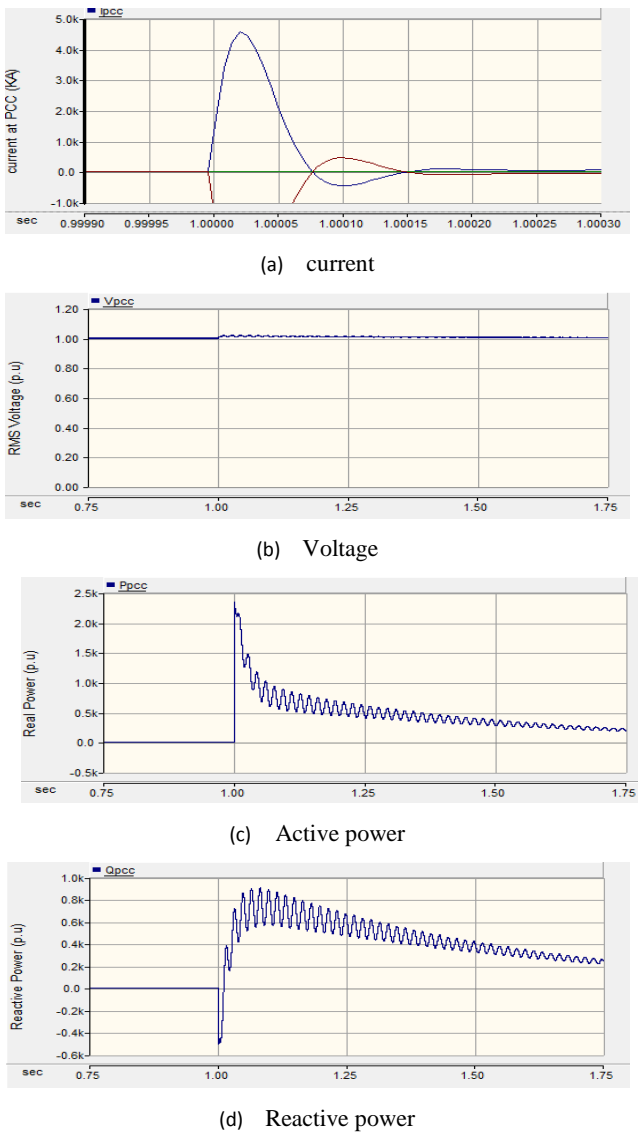 Ipcc
5.0k
4.0k
3.0k
2.0k
1.0k
0.0
-1.0k
current at PCC (KA)
sec 0.99990 0.99995 1.00000 1.00005 1.00010 1.00015 1.00020 1.00025 1.00030
(a) current
Vpcc
1.20
1.00
0.80
0.60
0.40
0.20
0.00
RMS Voltage (p.u)
sec 0.75 1.00 1.25 1.50 1.75
(b) Voltage
Ppcc
2.5k
2.0k
1.5k
1.0k
0.5k
0.0
-0.5k
Real Power (p.u)
sec 0.75 1.00 1.25 1.50 1.75
(c) Active power
Qpcc
1.0k
0.8k
0.6k
0.4k
0.2k
0.0
-0.2k
-0.4k
-0.6k
Reactive Power (p.u)
sec 0.75 1.00 1.25 1.50 1.75
(d) Reactive power